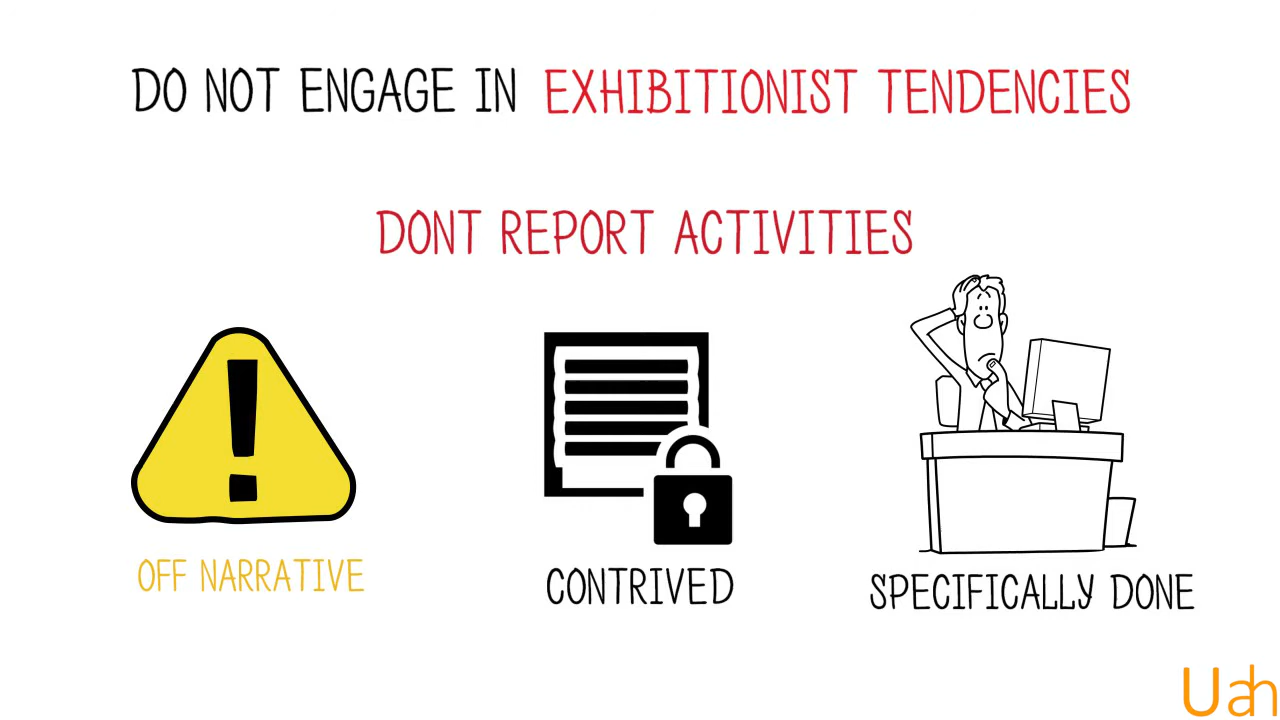 DO NOT ENGAGE IN EXHIBITIONIST TENDENCIES
DONT REPORT ACTIVITIES
OFF NARRATIVE
CONTRIVED
SPECIFICALLY DONE
Uah